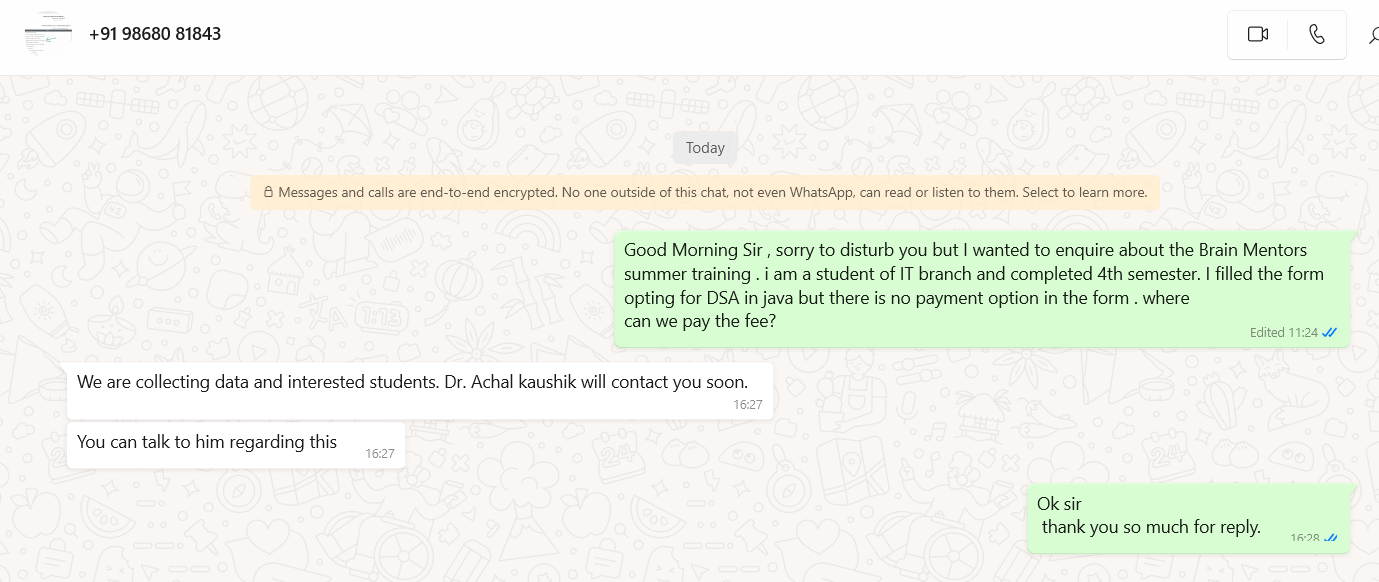 +91 98680 81843
Today
Messages and calls are end-to-end encrypted. No one outside of this chat, not even WhatsApp, can read or listen to them. Select to learn more.
Good Morning Sir , sorry to disturb you but I wanted to enquire about the Brain Mentors
summer training . i am a student of IT branch and completed 4th semester. I filled the form
opting for DSA in java but there is no payment option in the form . where
can we pay the fee?
Edited 11:24
We are collecting data and interested students. Dr. Achal kaushik will contact you soon.
16:27
You can talk to him regarding this
16:27
Ok sir
thank you so much for reply.
16:28